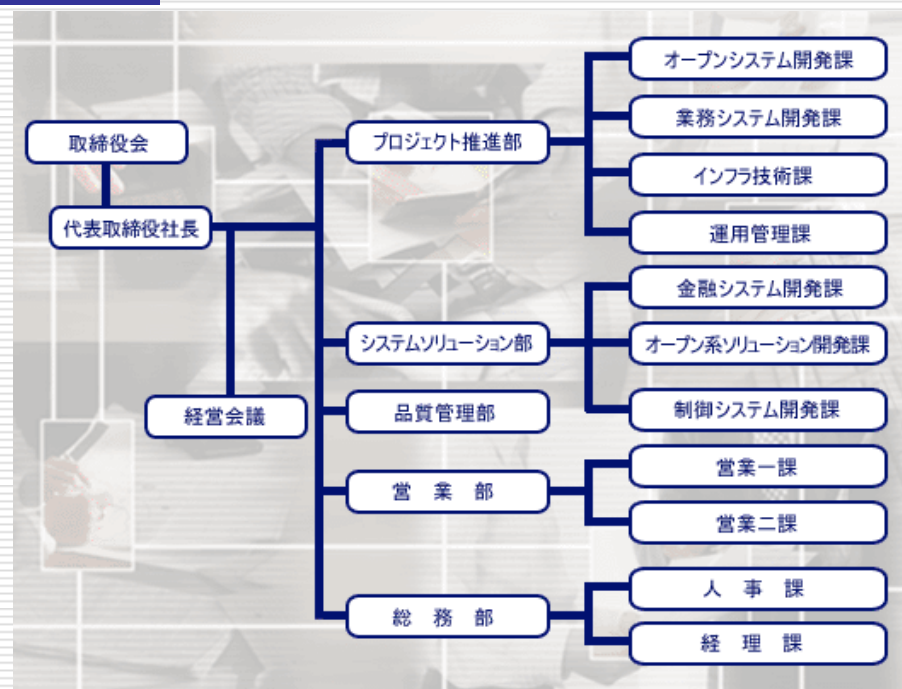 取締役会
代表取締役社長
経営会議
プロジェクト推進部
オープンシステム開発課
業務システム開発課
インフラ技術課
運用管理課
システムソリューション部
金融システム開発課
オープン系ソリューション開発課
制御システム開発課
品質管理部
営　業　部
営業一課
営業二課
総　務　部
人　事　課
経　理　課